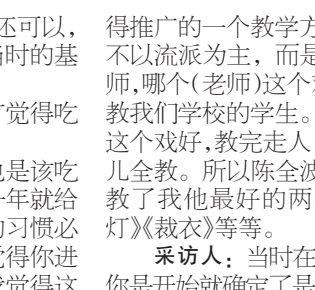 还可以,
当时的基
觉得吃
也是该吃
一年就给
的习惯必
觉得你进
我觉得这
得推广的一个教学方
不以流派为主，而是
师,哪个(老师)这个戏
教我们学校的学生。
这个戏好,教完走人
儿全教。所以陈全波
教了我他最好的两
灯》《裁衣》等等。
采访人：当时在
你是开始就确定了是